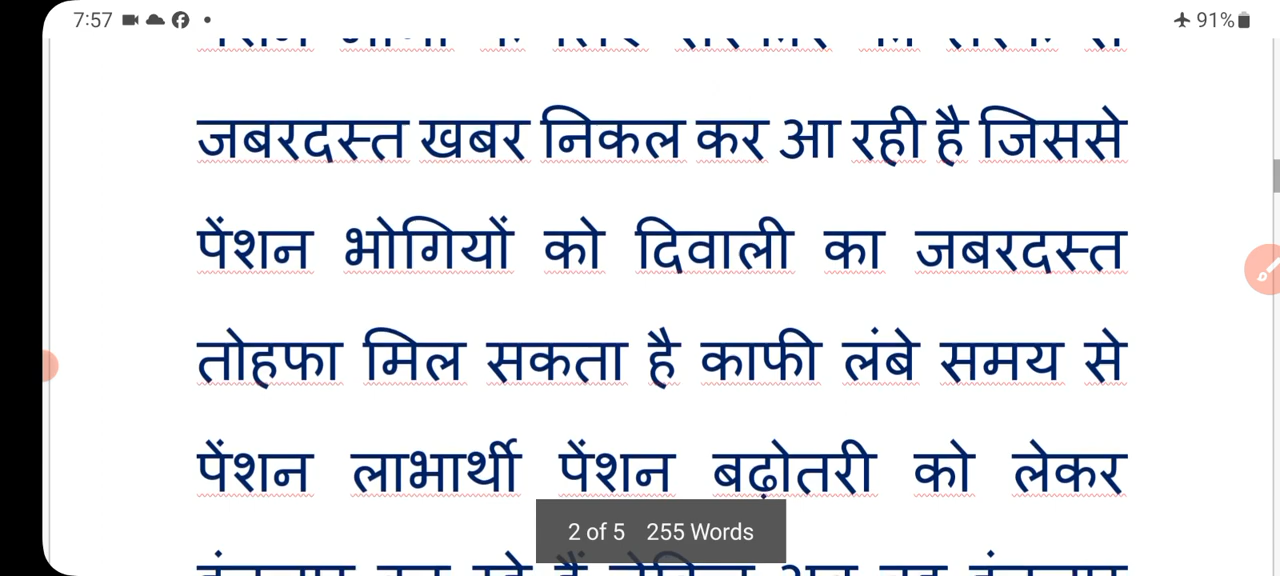 7:57 91%
जबरदस्त खबर निकल कर आ रही है जिससे
पेंशन भोगियों को दिवाली का जबरदस्त
तोहफा मिल सकता है काफी लंबे समय से
पेंशन लाभार्थी पेंशन बढ़ोतरी को लेकर
2 of 5 255 Words